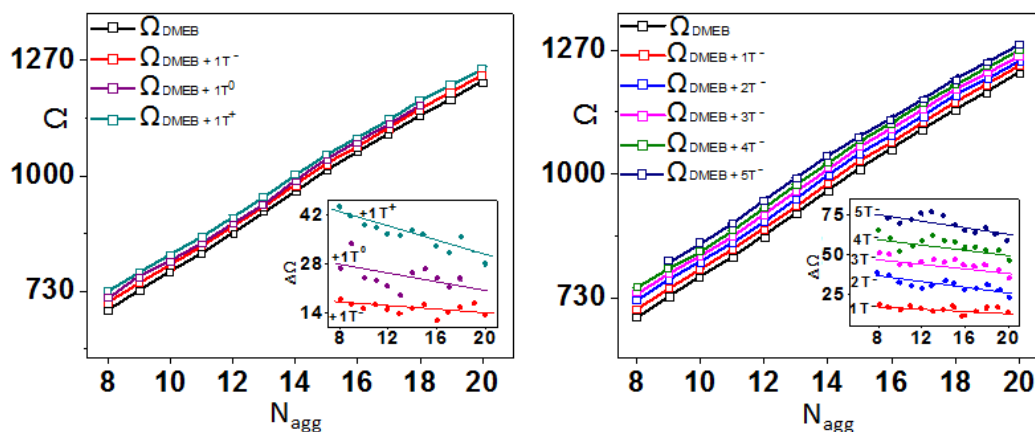 Ω DMEB
Ω DMEB + 1T⁻
Ω DMEB + 1T⁰
Ω DMEB + 1T⁺
1270
1000
730
Ω
8 10 12 14 16 18 20
N agg
42
28
14
ΔΩ
+1T⁺
+1T⁰
+1T⁻
8 12 16 20
Ω DMEB
Ω DMEB + 1T⁻
Ω DMEB + 2T⁻
Ω DMEB + 3T⁻
Ω DMEB + 4T⁻
Ω DMEB + 5T⁻
1270
1000
730
8 10 12 14 16 18 20
N agg
75
50
25
5T⁻
4T⁻
3T⁻
2T⁻
1T⁻
8 12 16 20